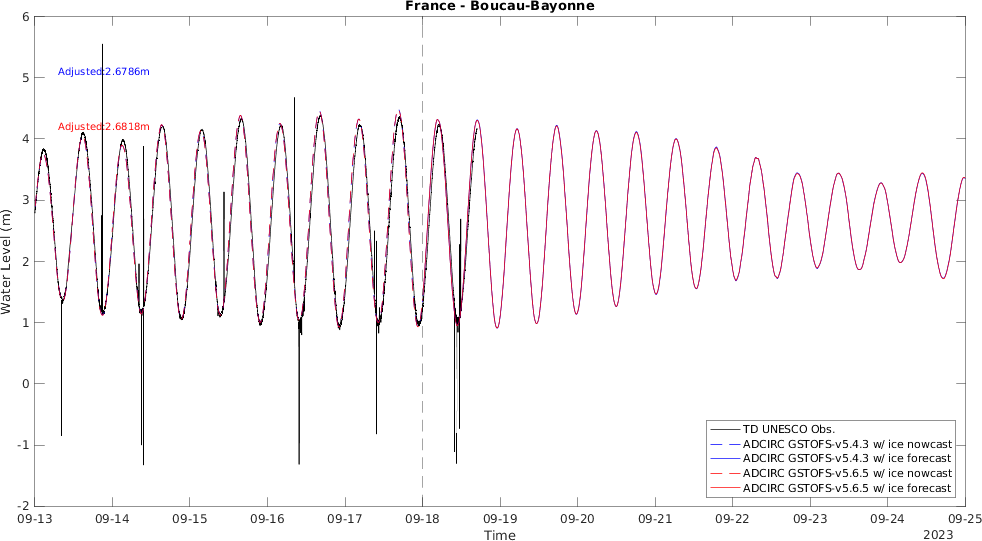 France - Boucau-Bayonne
6
5
4
3
2
1
0
-1
-2
Water Level (m)
Adjusted:2.6786m
Adjusted:2.6818m
TD UNESCO Obs.
ADCIRC GSTOFS-v5.4.3 w/ ice nowcast
ADCIRC GSTOFS-v5.4.3 w/ ice forecast
ADCIRC GSTOFS-v5.6.5 w/ ice nowcast
ADCIRC GSTOFS-v5.6.5 w/ ice forecast
09-13 09-14 09-15 09-16 09-17 09-18 09-19 09-20 09-21 09-22 09-23 09-24 09-25
Time
2023